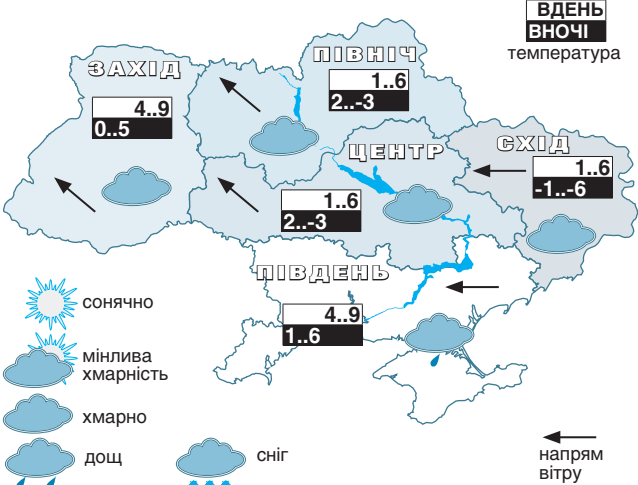 ВДЕНЬ
ВНОЧІ
температура
ПІВНІЧ
1..6
2..-3
ЗАХІД
4..9
0..5
ЦЕНТР
1..6
2..-3
СХІД
1..6
-1..-6
ПІВДЕНЬ
4..9
1..6
сонячно
мінлива
хмарність
хмарно
дощ
сніг
напрям
вітру